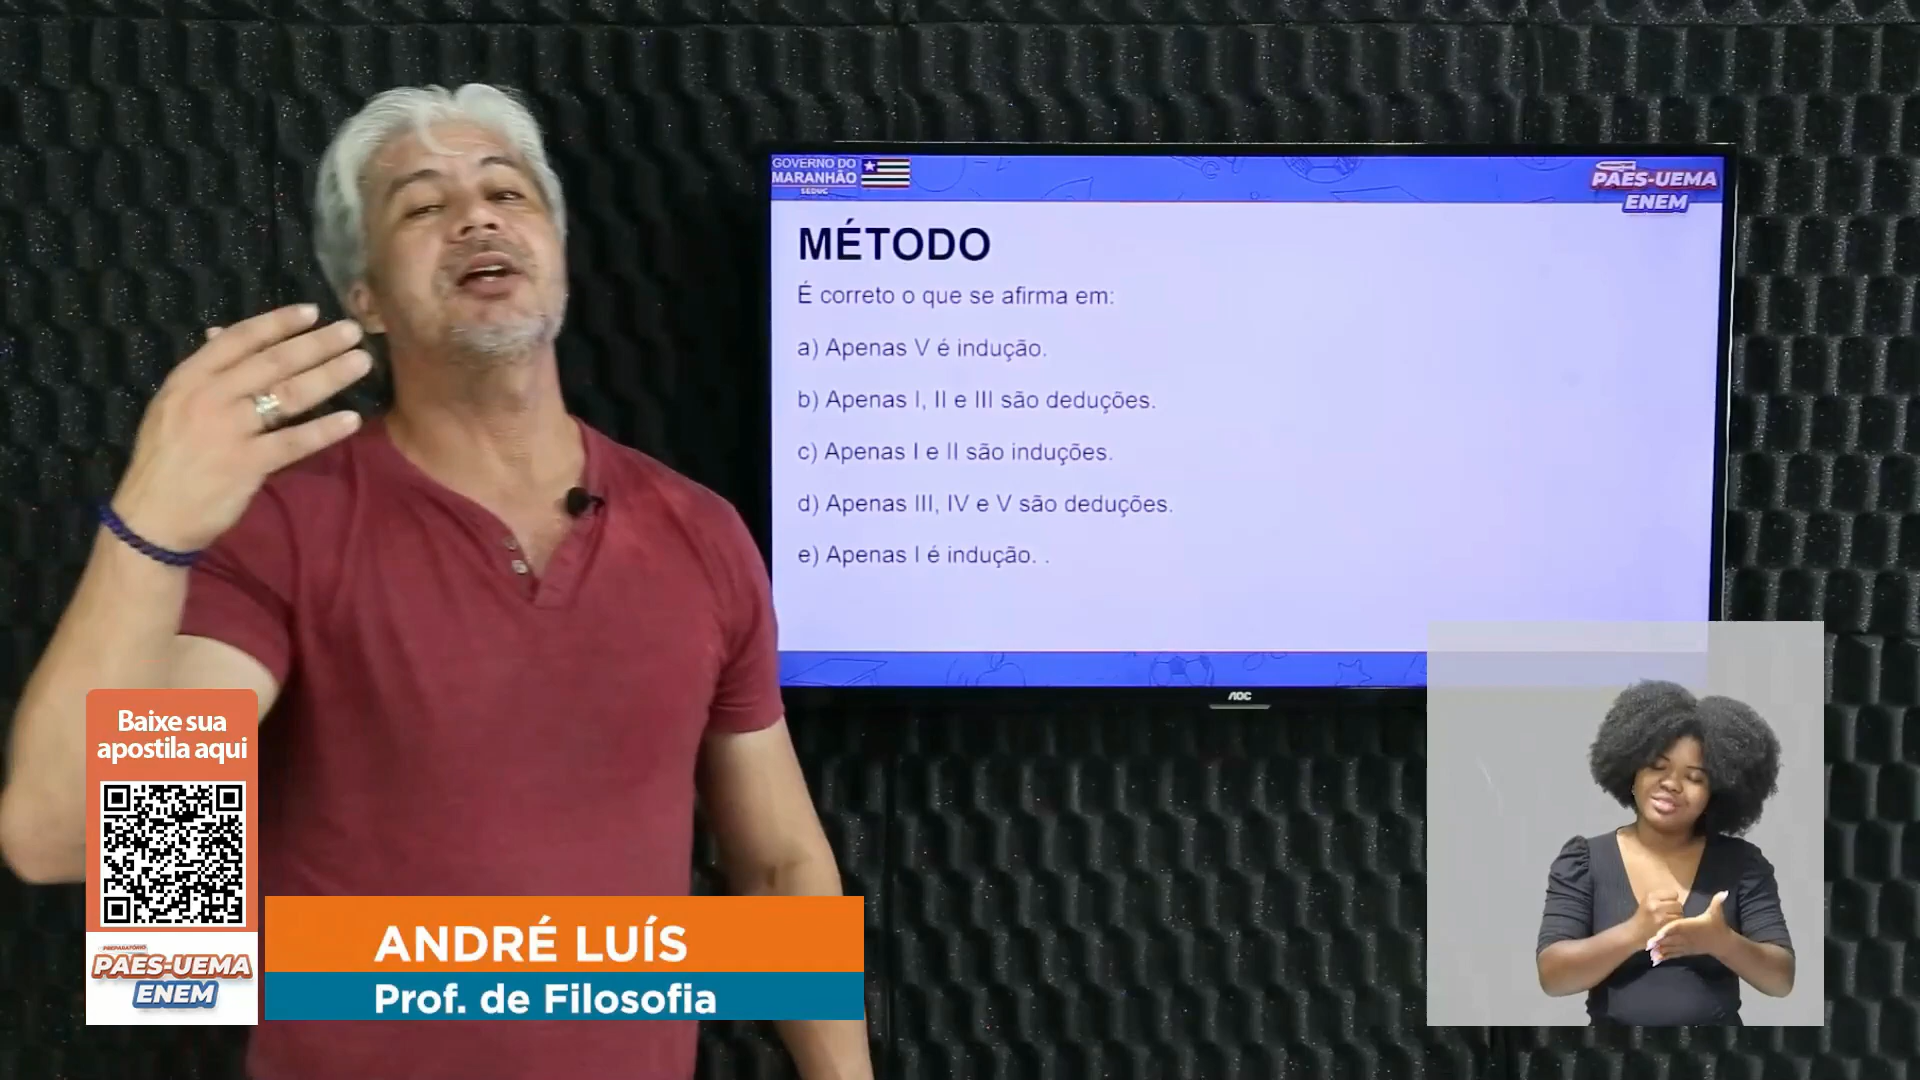 GOVERNO DO
MARANHÃO
SEDUC
PAES-UEMA
ENEM
MÉTODO
É correto o que se afirma em:
a) Apenas V é indução.
b) Apenas I, II e III são deduções.
c) Apenas I e II são induções.
d) Apenas III, IV e V são deduções.
e) Apenas I é indução. .
AOC
Baixe sua
apostila aqui
PREPARATÓRIO
PAES-UEMA
ENEM
ANDRÉ LUÍS
Prof. de Filosofia